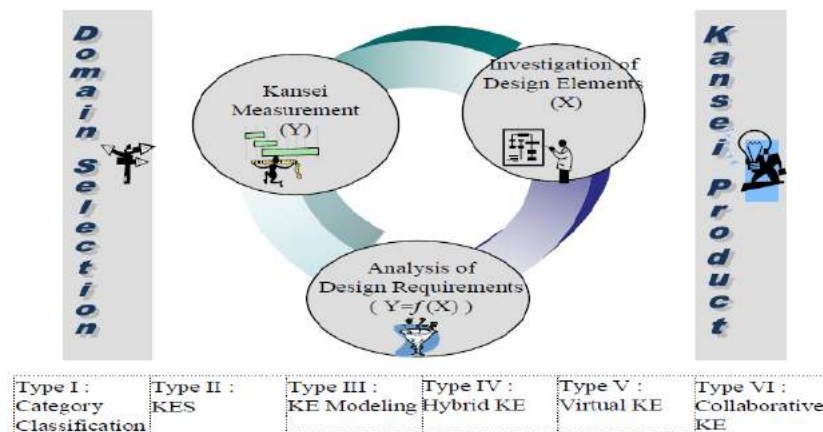 Domain Selection
Kansei
Measurement
(Y)
Investigation of
Design Elements
(X)
Analysis of
Design Requirements
( Y=f(X) )
Kansei Product
Type I :
Category
Classification
Type II :
KES
Type III :
KE Modeling
Type IV :
Hybrid KE
Type V :
Virtual KE
Type VI :
Collaborative
KE